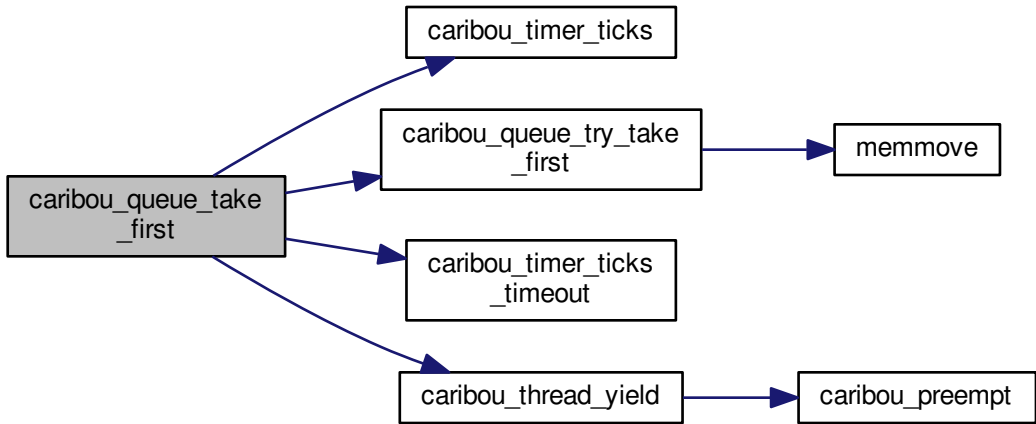 caribou_timer_ticks
caribou_queue_try_take
_first
memmove
caribou_queue_take
_first
caribou_timer_ticks
_timeout
caribou_thread_yield
caribou_preempt